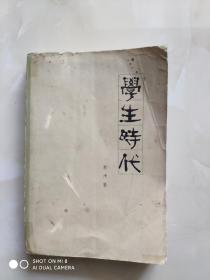 學生時代
SHOT ON MI 8
AI DUAL CAMERA